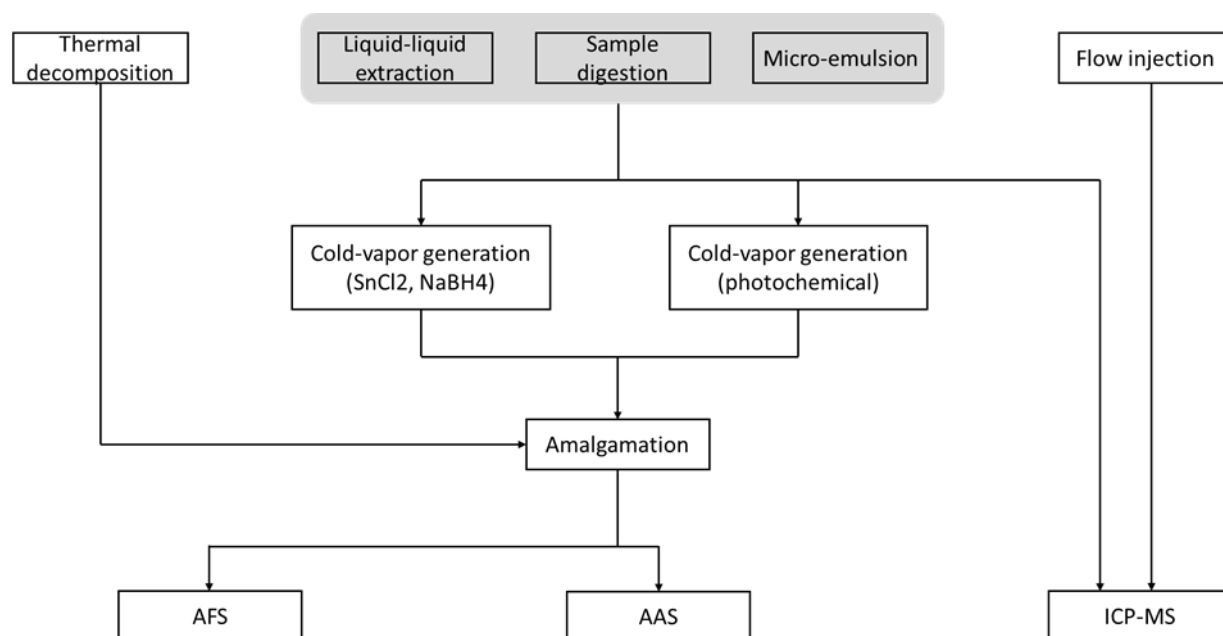 Thermal
decomposition
Liquid-liquid
extraction
Sample
digestion
Micro-emulsion
Flow injection
Cold-vapor generation
(SnCl2, NaBH4)
Cold-vapor generation
(photochemical)
Amalgamation
AFS
AAS
ICP-MS